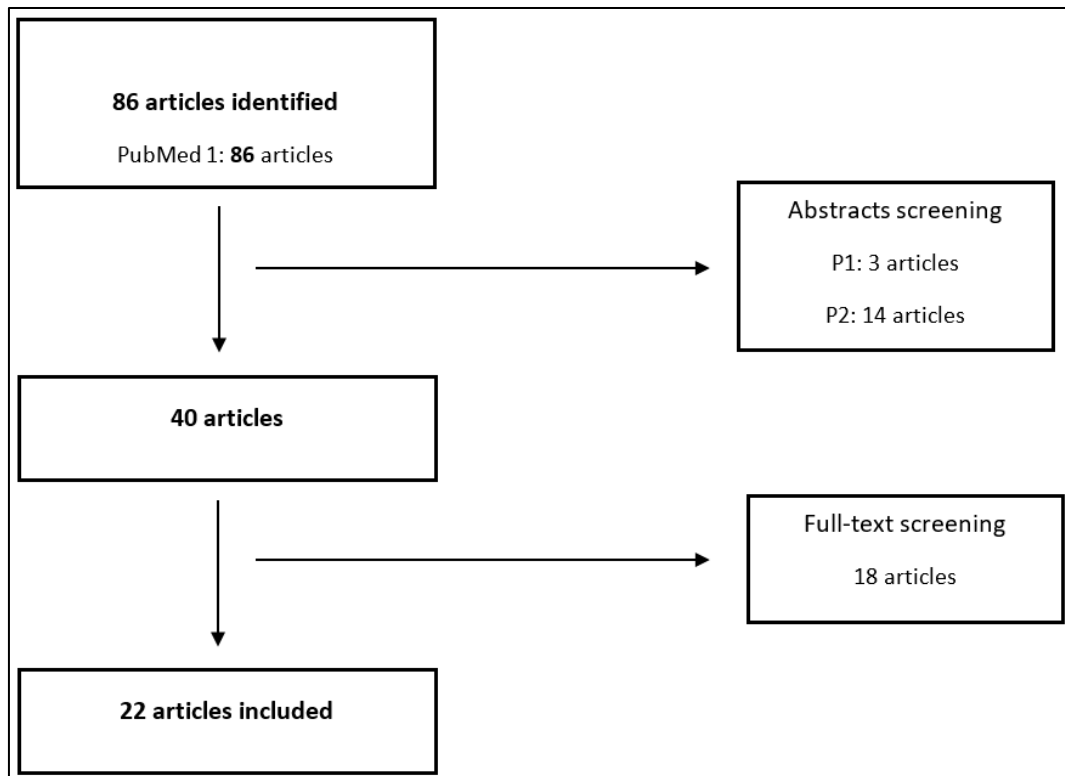 86 articles identified
PubMed 1: 86 articles
Abstracts screening
P1: 3 articles
P2: 14 articles
40 articles
Full-text screening
18 articles
22 articles included